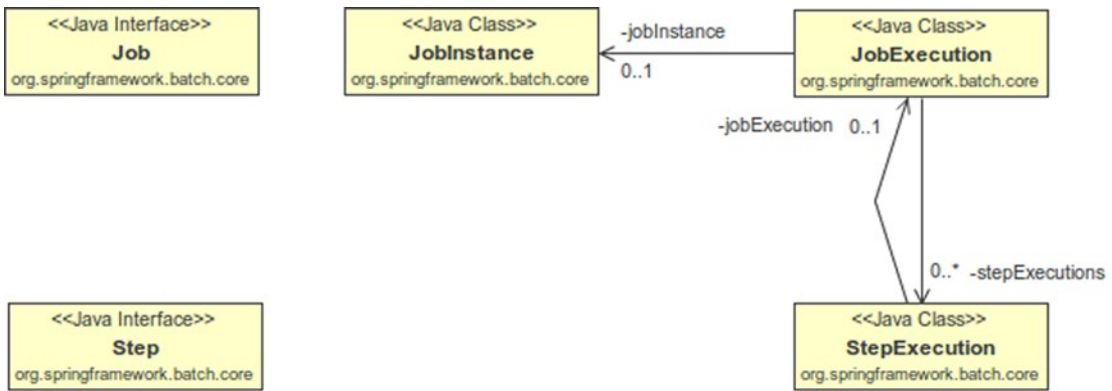 <<Java Interface>>
Job
org.springframework.batch.core
<<Java Class>>
JobInstance
org.springframework.batch.core
-jobInstance
0..1
<<Java Class>>
JobExecution
org.springframework.batch.core
-jobExecution 0..1
0..* -stepExecutions
<<Java Interface>>
Step
org.springframework.batch.core
<<Java Class>>
StepExecution
org.springframework.batch.core